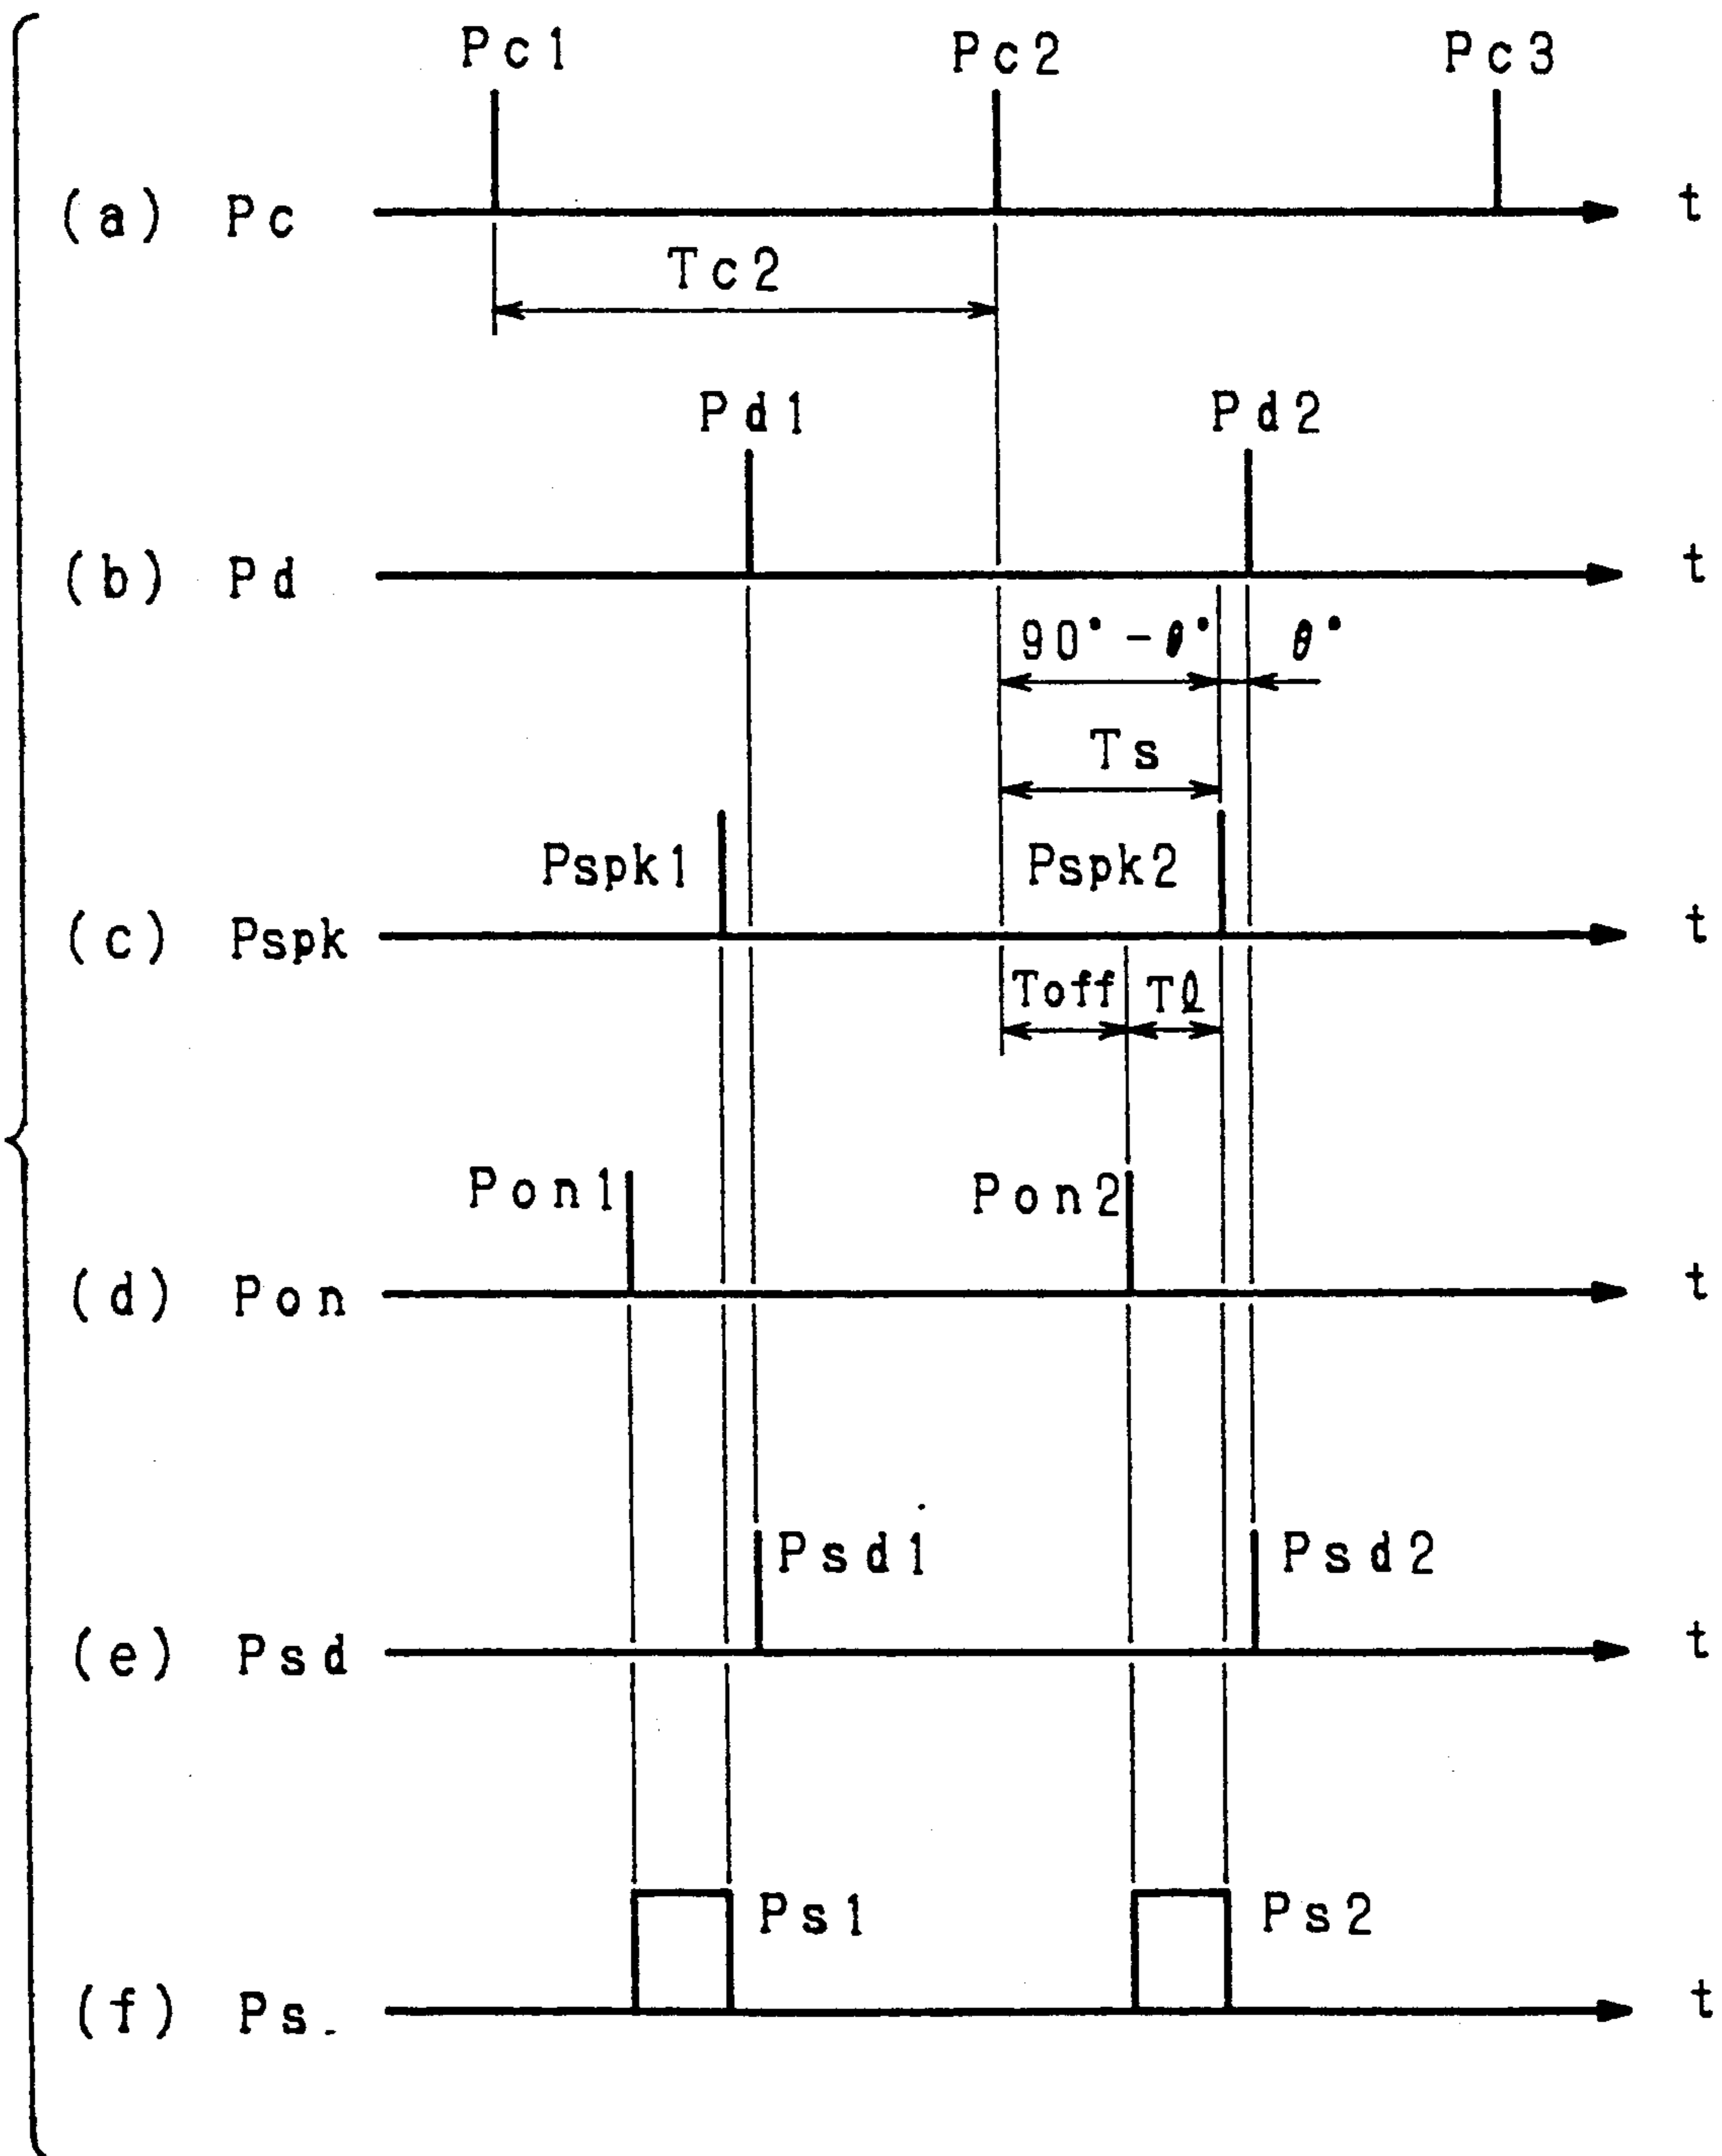 Pc1 Pc2 Pc3
(a) Pc t
Tc2
Pd1 Pd2
(b) Pd t
90°-θ° θ°
Ts
Pspk1 Pspk2
(c) Pspk t
Toff Tℓ
Pon1 Pon2
(d) Pon t
Psd1 Psd2
(e) Psd t
Ps1 Ps2
(f) Ps t